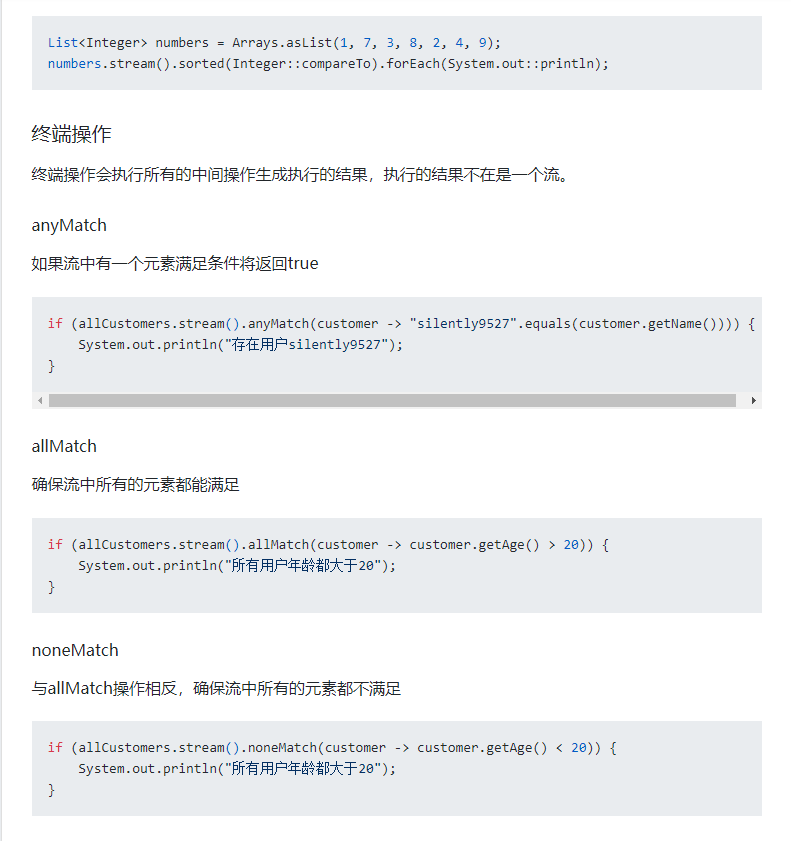 List<Integer> numbers = Arrays.asList(1, 7, 3, 8, 2, 4, 9);
numbers.stream().sorted(Integer::compareTo).forEach(System.out::println);
终端操作
终端操作会执行所有的中间操作生成执行的结果，执行的结果不在是一个流。
anyMatch
如果流中有一个元素满足条件将返回true
if (allCustomers.stream().anyMatch(customer -> "silently9527".equals(customer.getName()))) {
    System.out.println("存在用户silently9527");
}
allMatch
确保流中所有的元素都能满足
if (allCustomers.stream().allMatch(customer -> customer.getAge() > 20)) {
    System.out.println("所有用户年龄都大于20");
}
noneMatch
与allMatch操作相反，确保流中所有的元素都不满足
if (allCustomers.stream().noneMatch(customer -> customer.getAge() < 20)) {
    System.out.println("所有用户年龄都大于20");
}